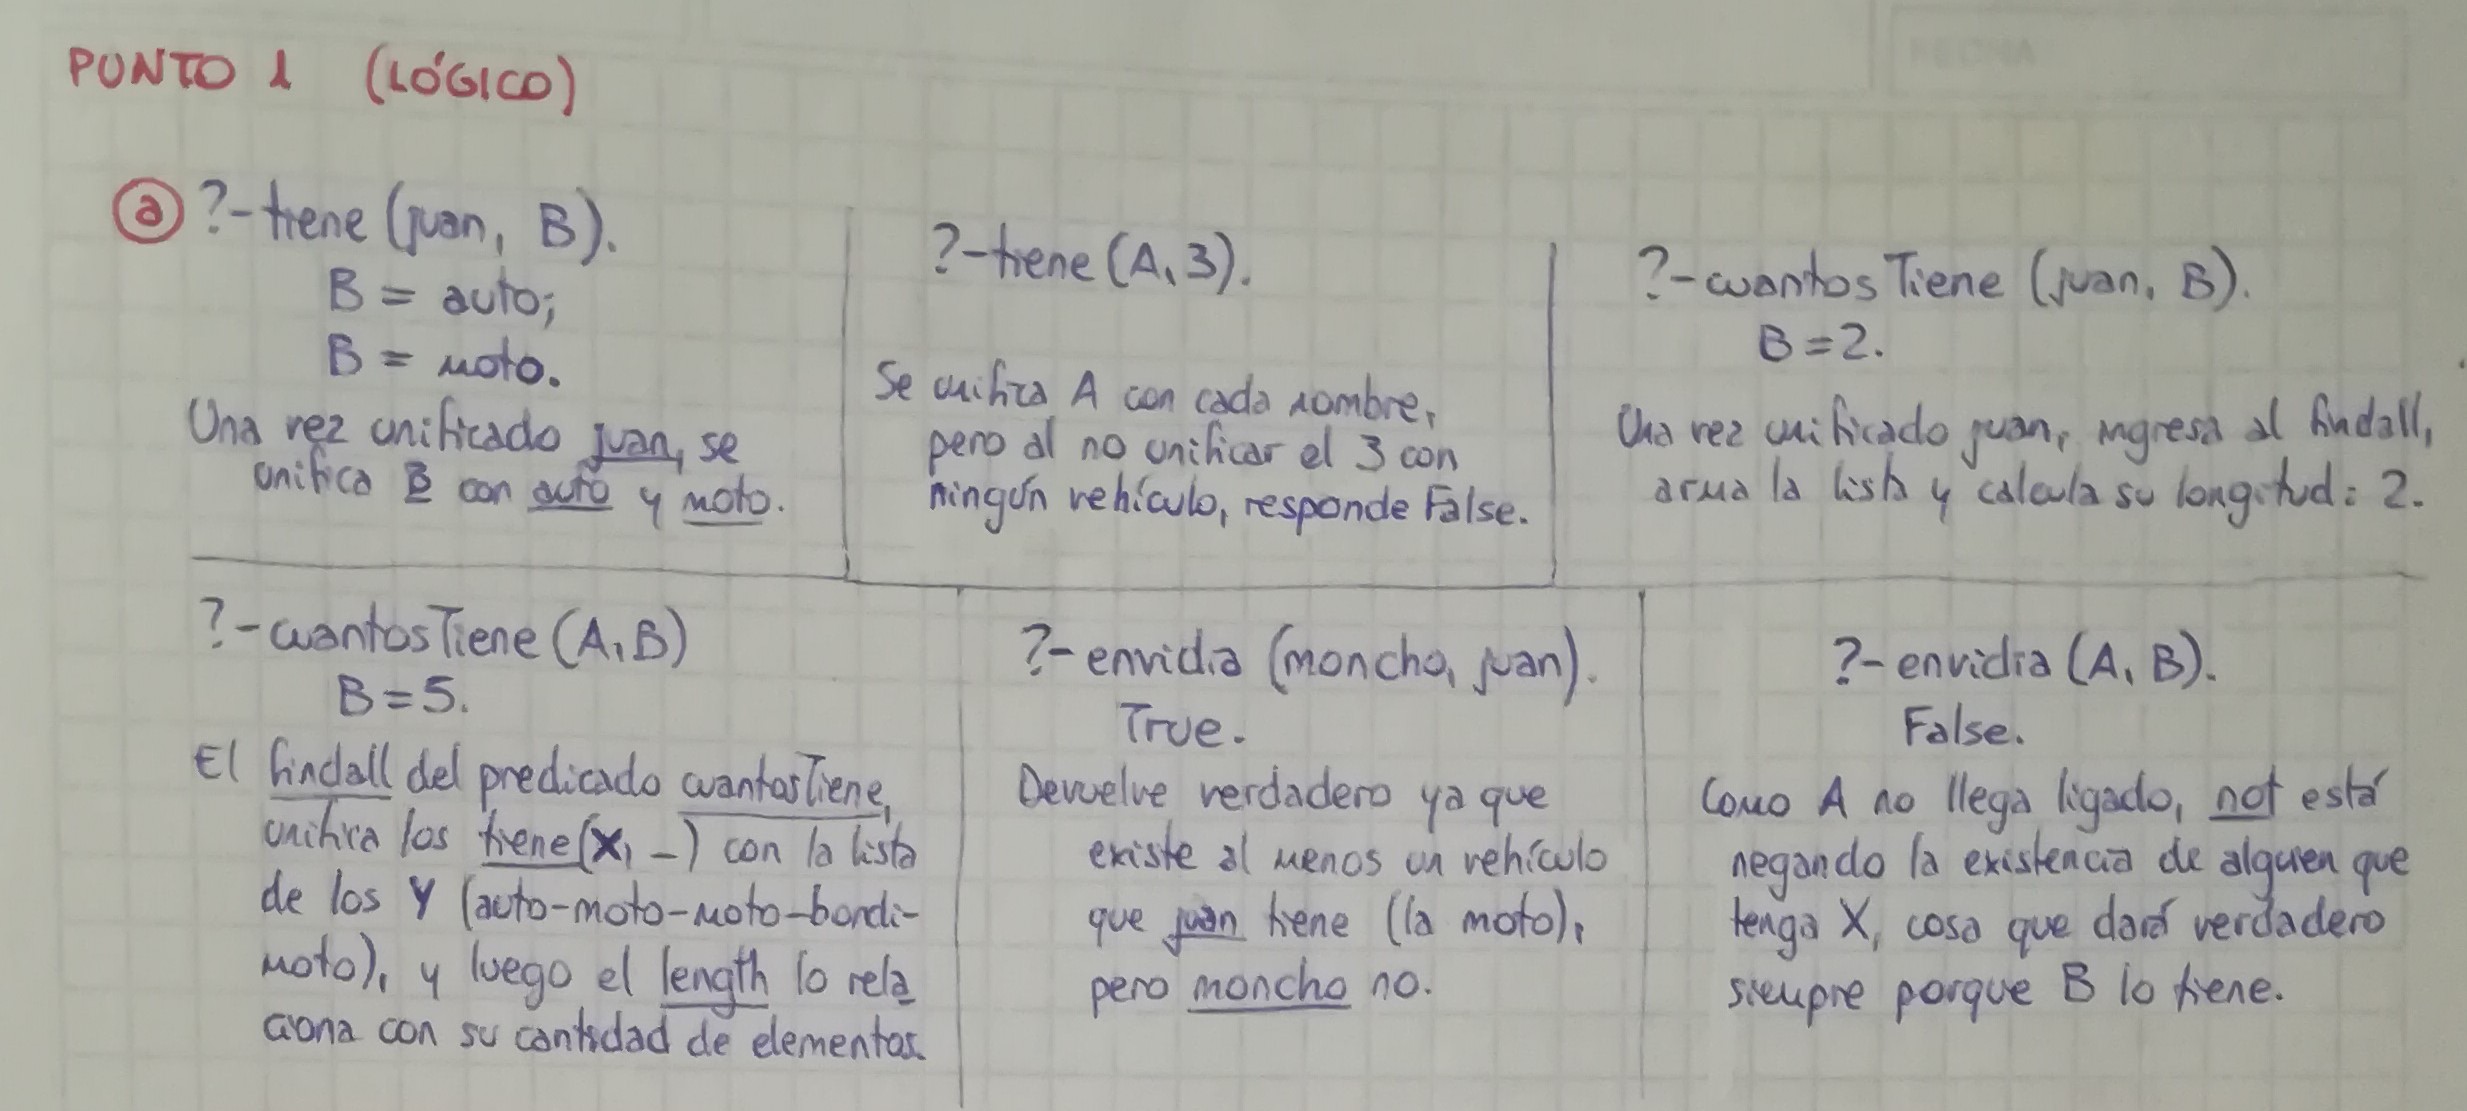 PUNTO 1 (LÓGICO)
a ?-tiene (juan, B).
B = auto;
B = moto.
Una vez unificado juan, se
unifica B con auto y moto.
?-tiene (A, 3).
Se unifica A con cada nombre,
pero al no unificar el 3 con
ningún vehículo, responde False.
?-cuantosTiene (juan, B).
B=2.
Una vez unificado juan, ingresa al findall,
arma la lista y calcula su longitud: 2.
?-cuantosTiene (A, B)
B=5.
El findall del predicado cuantosTiene,
unifica los tiene(X, _) con la lista
de los Y (auto-moto-moto-bondi-
moto), y luego el length lo rela
ciona con su cantidad de elementos.
?-envidia (moncho, juan).
True.
Devuelve verdadero ya que
existe al menos un vehículo
que juan tiene (la moto),
pero moncho no.
?-envidia (A, B).
False.
Como A no llega ligado, not está
negando la existencia de alguien que
tenga X, cosa que dará verdadero
siempre porque B lo tiene.